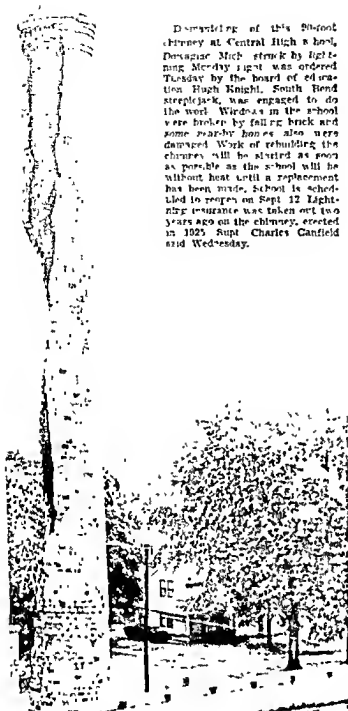 Dismantling of this 90-foot
chimney at Central High School,
Dowagiac Mich struck by light-
ning Monday night was ordered
Tuesday by the board of educa-
tion Hugh Knight, South Bend
steeplejack, was engaged to do
the work Windows in the school
were broken by falling brick and
some nearby homes also were
damaged Work of rebuilding the
chimney will be started as soon
as possible as the school will be
without heat until a replacement
has been made. School is sched-
uled to reopen on Sept 12 Light-
ning insurance was taken out two
years ago on the chimney, erected
in 1925 Supt Charles Canfield
said Wednesday.